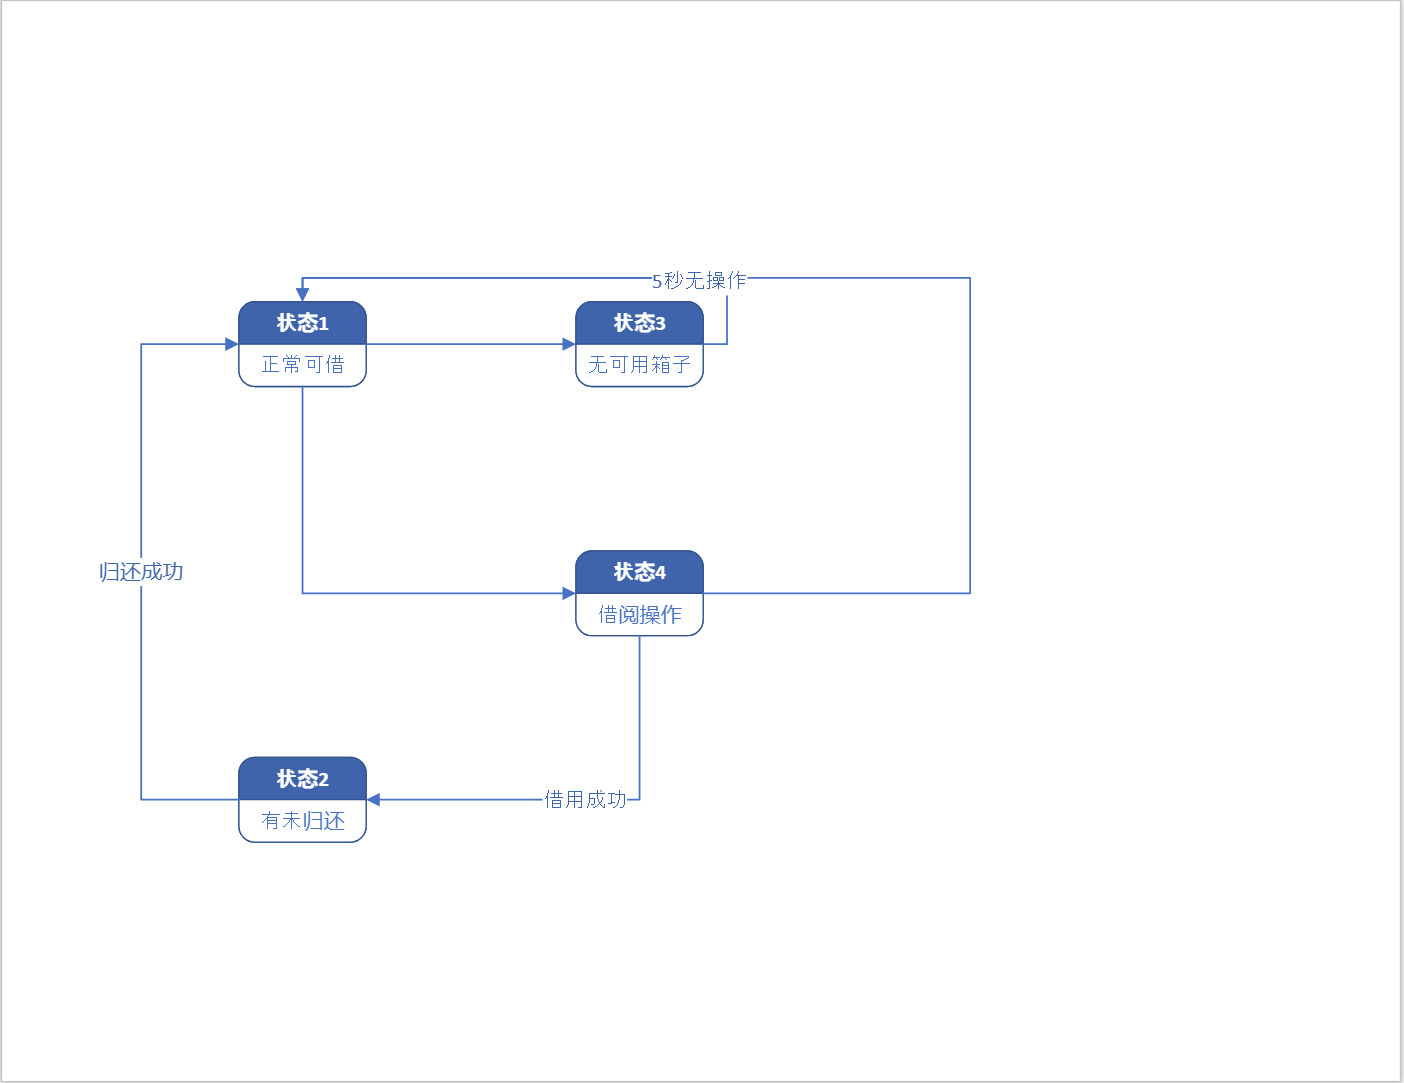 5秒无操作
状态1
正常可借
状态3
无可用箱子
归还成功
状态4
借阅操作
状态2
有未归还
借用成功